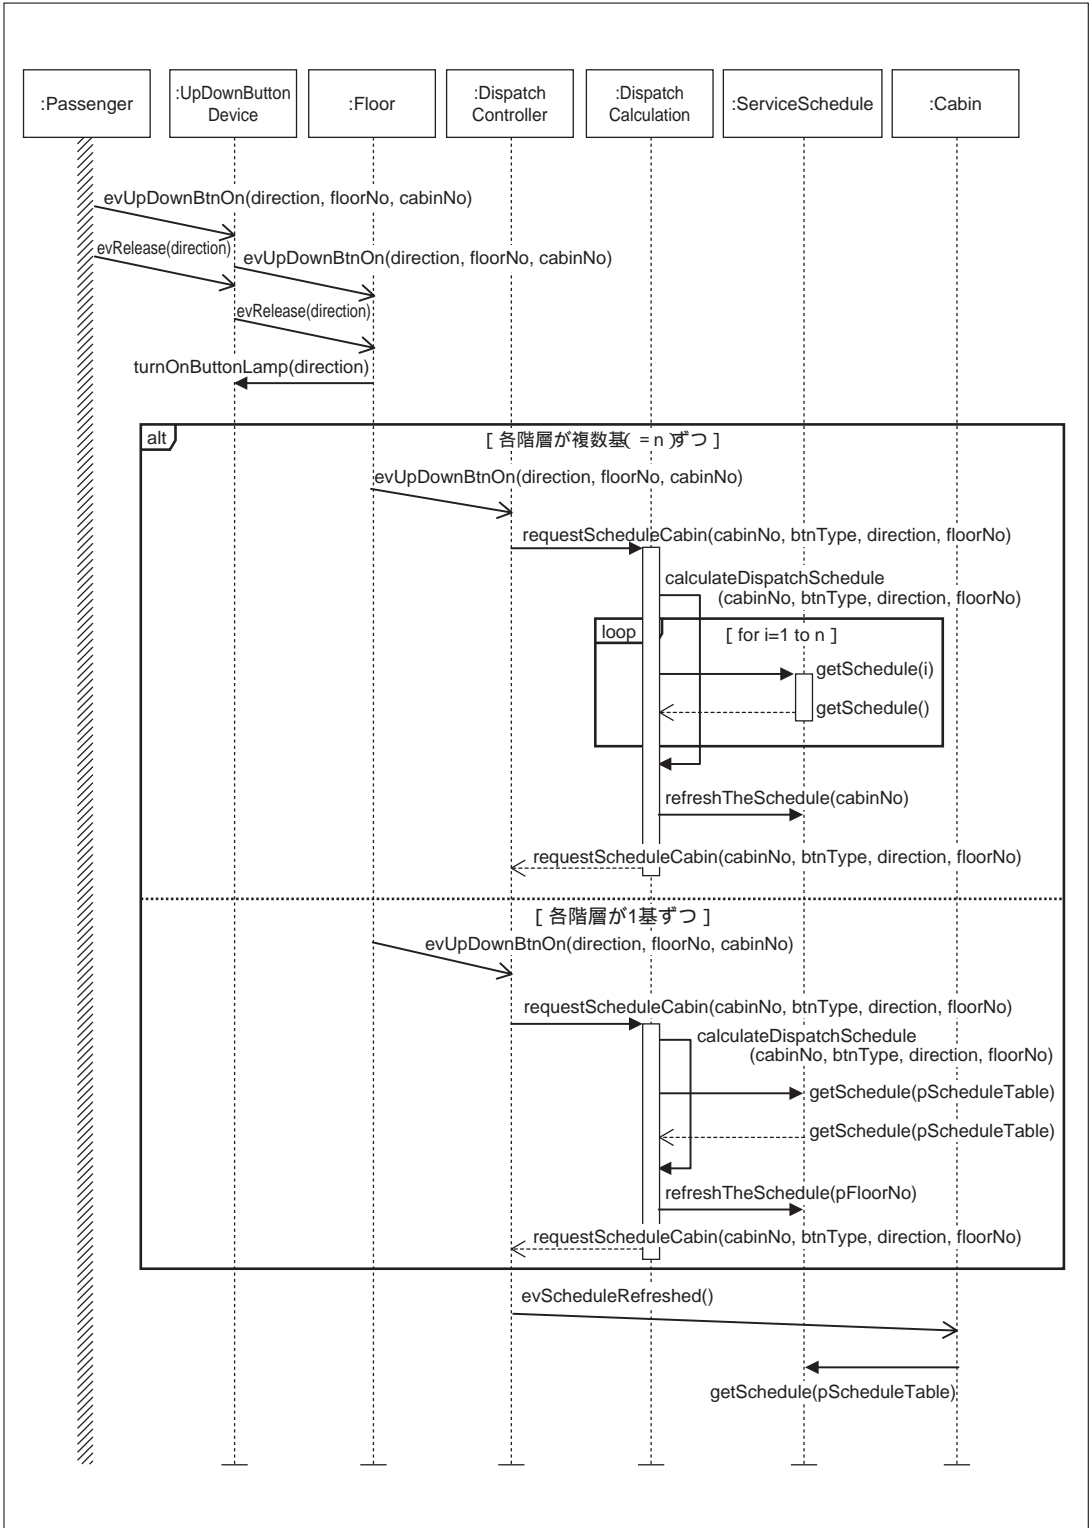 :Passenger
:UpDownButton
Device
:Floor
:Dispatch
Controller
:Dispatch
Calculation
:ServiceSchedule
:Cabin
evUpDownBtnOn(direction, floorNo, cabinNo)
evRelease(direction)
evUpDownBtnOn(direction, floorNo, cabinNo)
evRelease(direction)
turnOnButtonLamp(direction)
alt
[ 各階層が複数基( = n )ずつ ]
evUpDownBtnOn(direction, floorNo, cabinNo)
requestScheduleCabin(cabinNo, btnType, direction, floorNo)
calculateDispatchSchedule
(cabinNo, btnType, direction, floorNo)
loop
[ for i=1 to n ]
getSchedule(i)
getSchedule()
refreshTheSchedule(cabinNo)
requestScheduleCabin(cabinNo, btnType, direction, floorNo)
[ 各階層が1基ずつ ]
evUpDownBtnOn(direction, floorNo, cabinNo)
requestScheduleCabin(cabinNo, btnType, direction, floorNo)
calculateDispatchSchedule
(cabinNo, btnType, direction, floorNo)
getSchedule(pScheduleTable)
getSchedule(pScheduleTable)
refreshTheSchedule(pFloorNo)
requestScheduleCabin(cabinNo, btnType, direction, floorNo)
evScheduleRefreshed()
getSchedule(pScheduleTable)